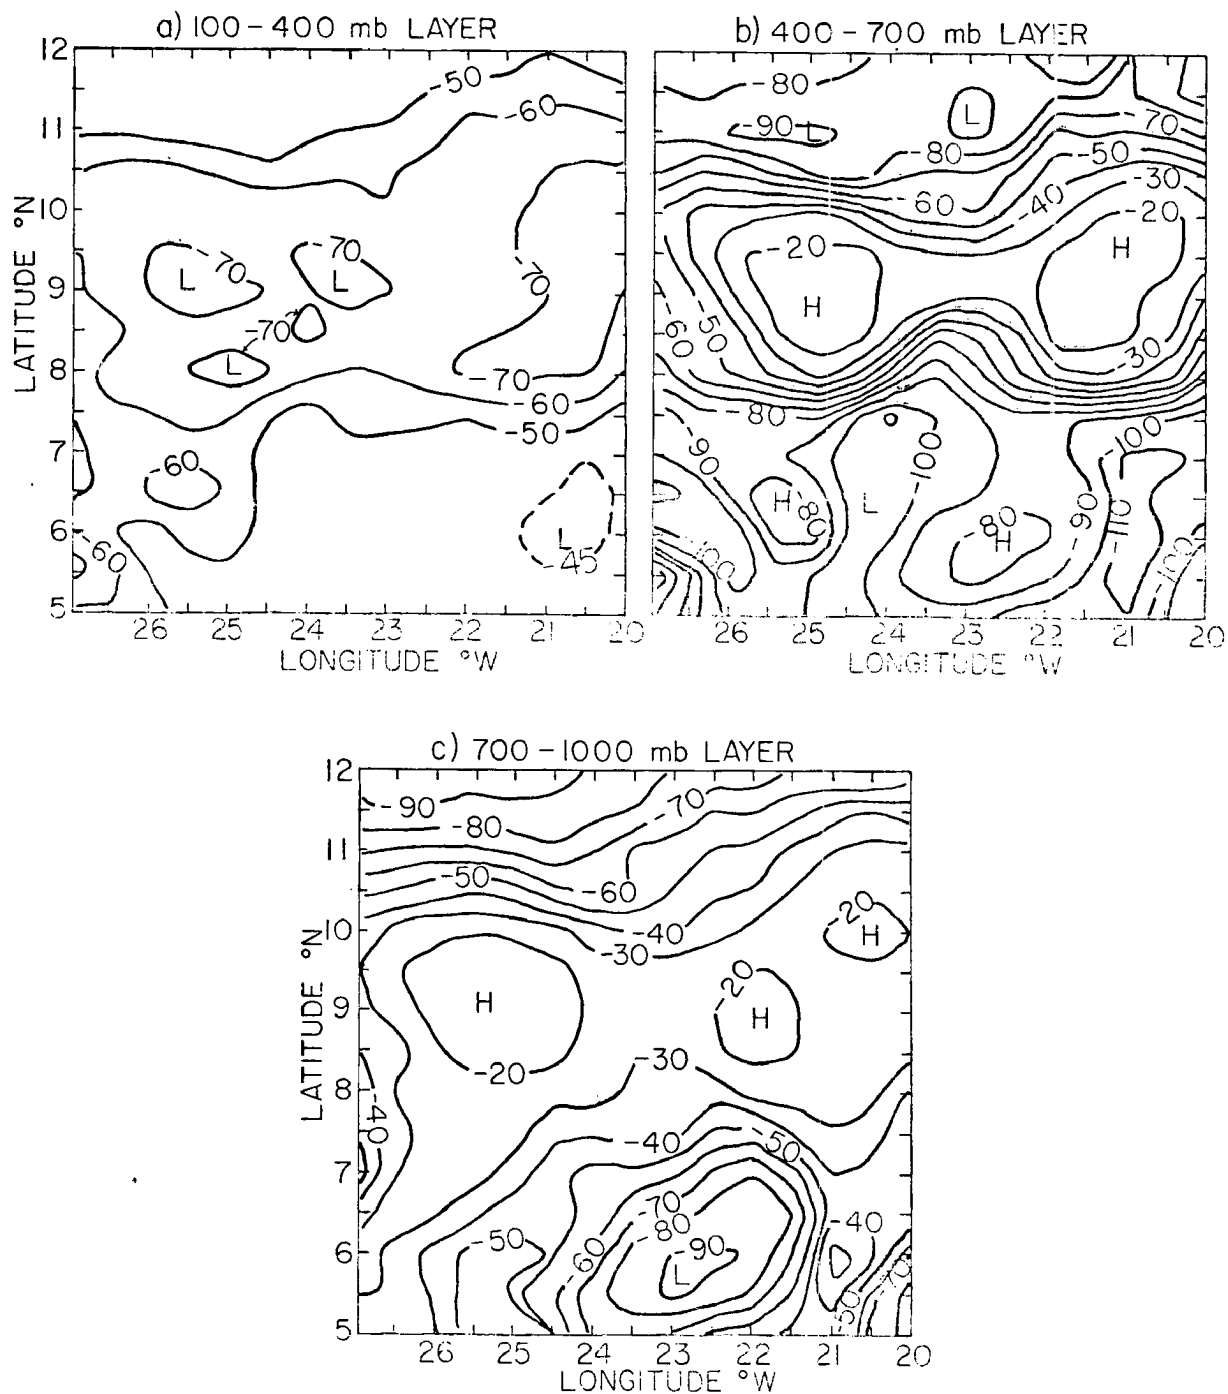 a) 100-400 mb LAYER
12
11
10
9
8
7
6
5
LATITUDE °N
-50
-60
-70
-70
L
L
-70
-70
L
-70
-60
-50
-60
-60
L
-45
26 25 24 23 22 21 20
LONGITUDE °W
b) 400-700 mb LAYER
-80
L
-90
L
-70
-80
-50
-30
-60
-40
-20
-20
H
H
-50
-60
-30
-80
-100
-90
-100
H
-80
L
-80
H
-90
-110
-100
-100
26 25 24 23 22 21 20
LONGITUDE °W
c) 700-1000 mb LAYER
12
11
10
9
8
7
6
5
LATITUDE °N
-90
-70
-80
-50
-60
-20
H
-40
-30
-20
H
H
-20
-30
-40
-40
-50
-70
-80
-40
-50
-60
-90
L
-50
-70
26 25 24 23 22 21 20
LONGITUDE °W